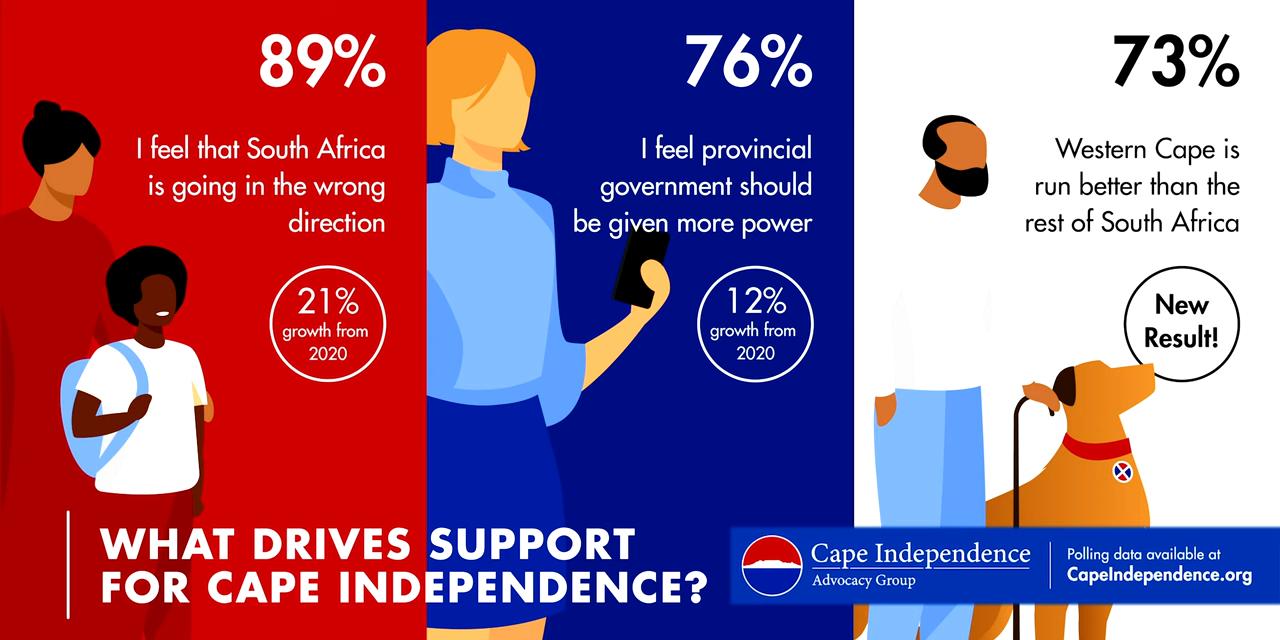 89%
I feel that South Africa
is going in the wrong
direction
21%
growth from
2020
76%
I feel provincial
government should
be given more power
12%
growth from
2020
73%
Western Cape is
run better than the
rest of South Africa
New
Result!
WHAT DRIVES SUPPORT
FOR CAPE INDEPENDENCE?
Cape Independence
Advocacy Group
Polling data available at
CapeIndependence.org